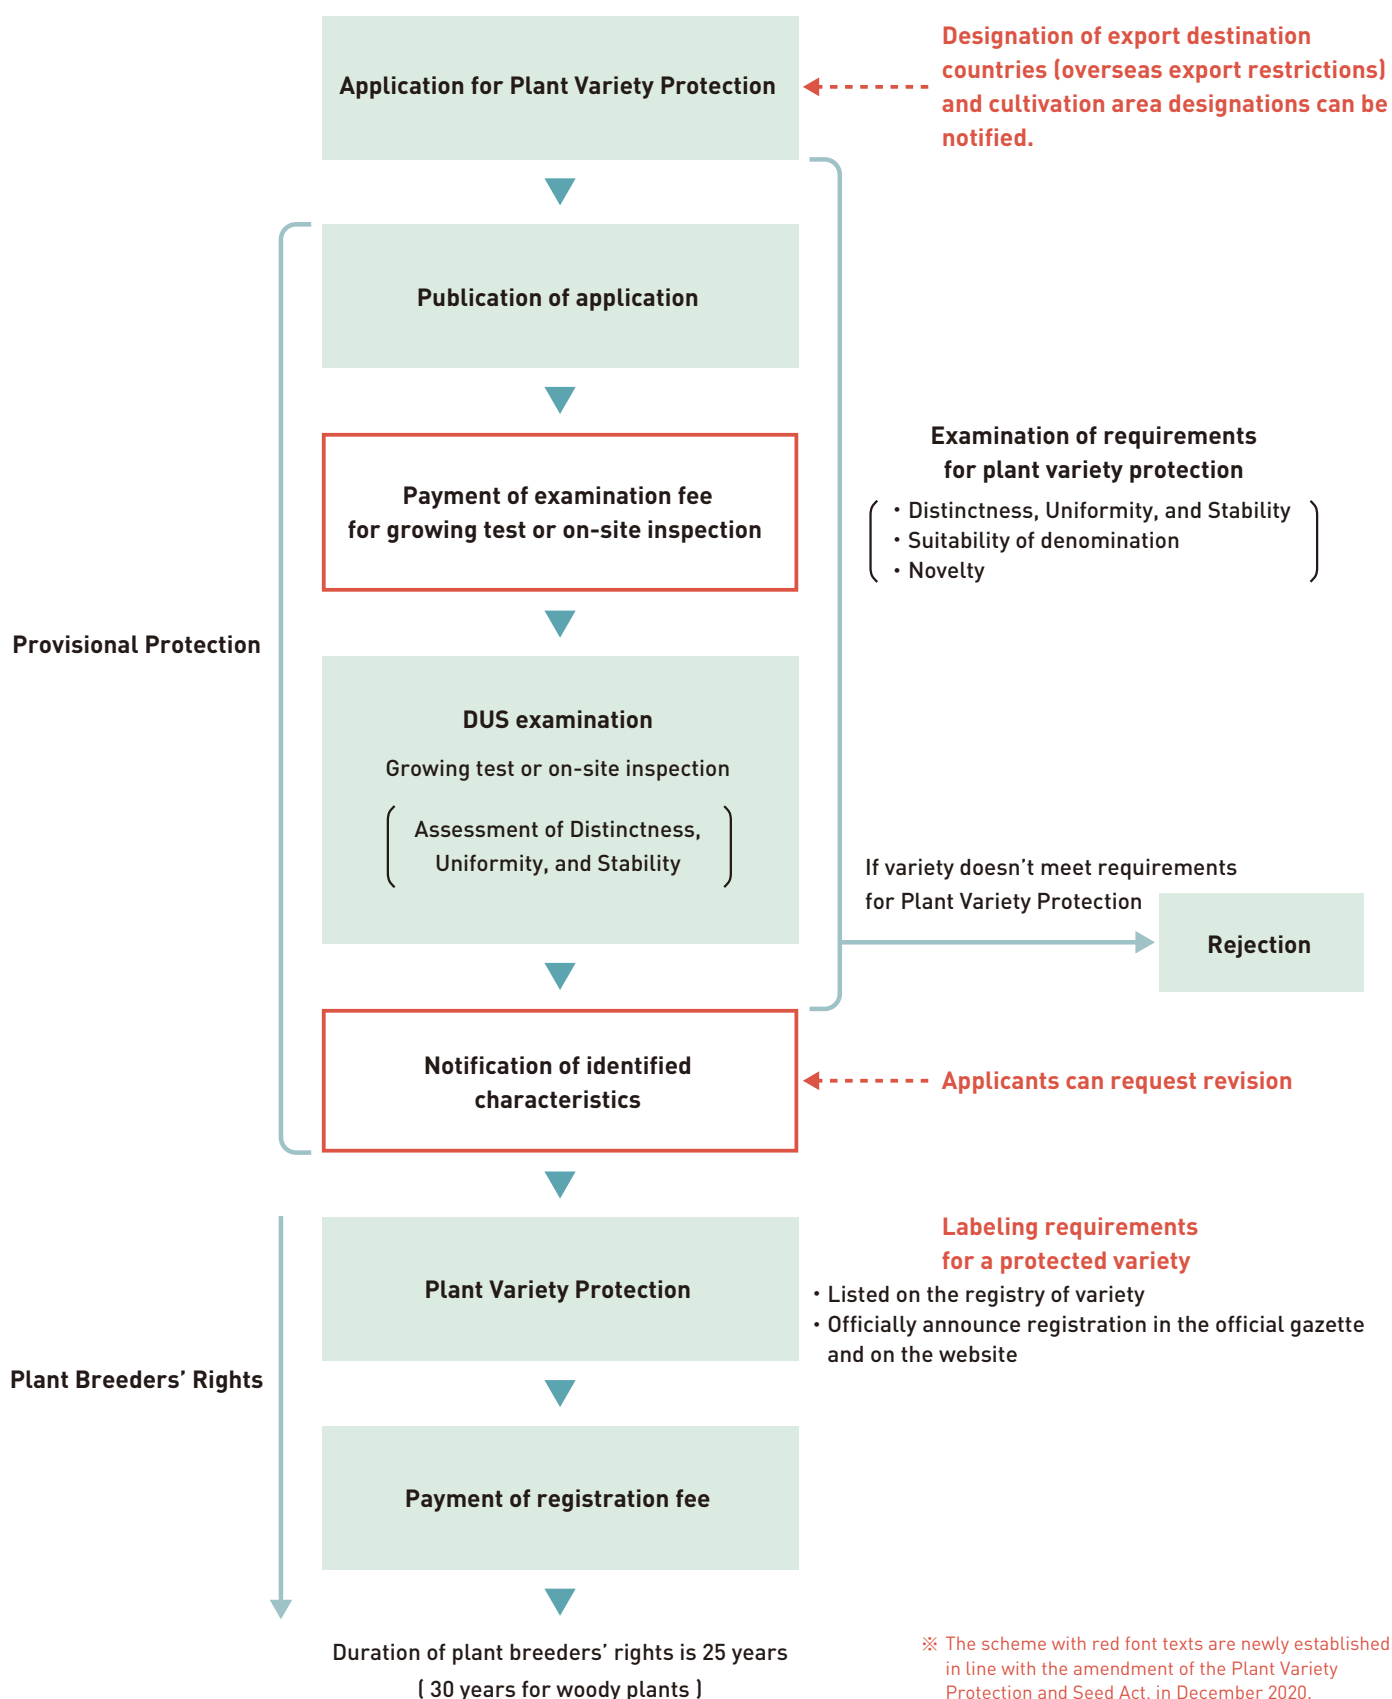 Application for Plant Variety Protection
Designation of export destination
countries (overseas export restrictions)
and cultivation area designations can be
notified.
Publication of application
Payment of examination fee
for growing test or on-site inspection
Examination of requirements
for plant variety protection
・Distinctness, Uniformity, and Stability
・Suitability of denomination
・Novelty
Provisional Protection
DUS examination
Growing test or on-site inspection
Assessment of Distinctness,
Uniformity, and Stability
If variety doesn’t meet requirements
for Plant Variety Protection
Rejection
Notification of identified
characteristics
Applicants can request revision
Plant Variety Protection
Labeling requirements
for a protected variety
・Listed on the registry of variety
・Officially announce registration in the official gazette
and on the website
Plant Breeders’ Rights
Payment of registration fee
Duration of plant breeders’ rights is 25 years
( 30 years for woody plants )
※ The scheme with red font texts are newly established
in line with the amendment of the Plant Variety
Protection and Seed Act, in December 2020.